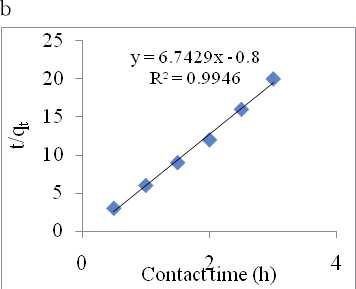 b
y = 6.7429x - 0.8
R² = 0.9946
25
20
15
10
5
0
t/qt
0
2
4
Contact time (h)